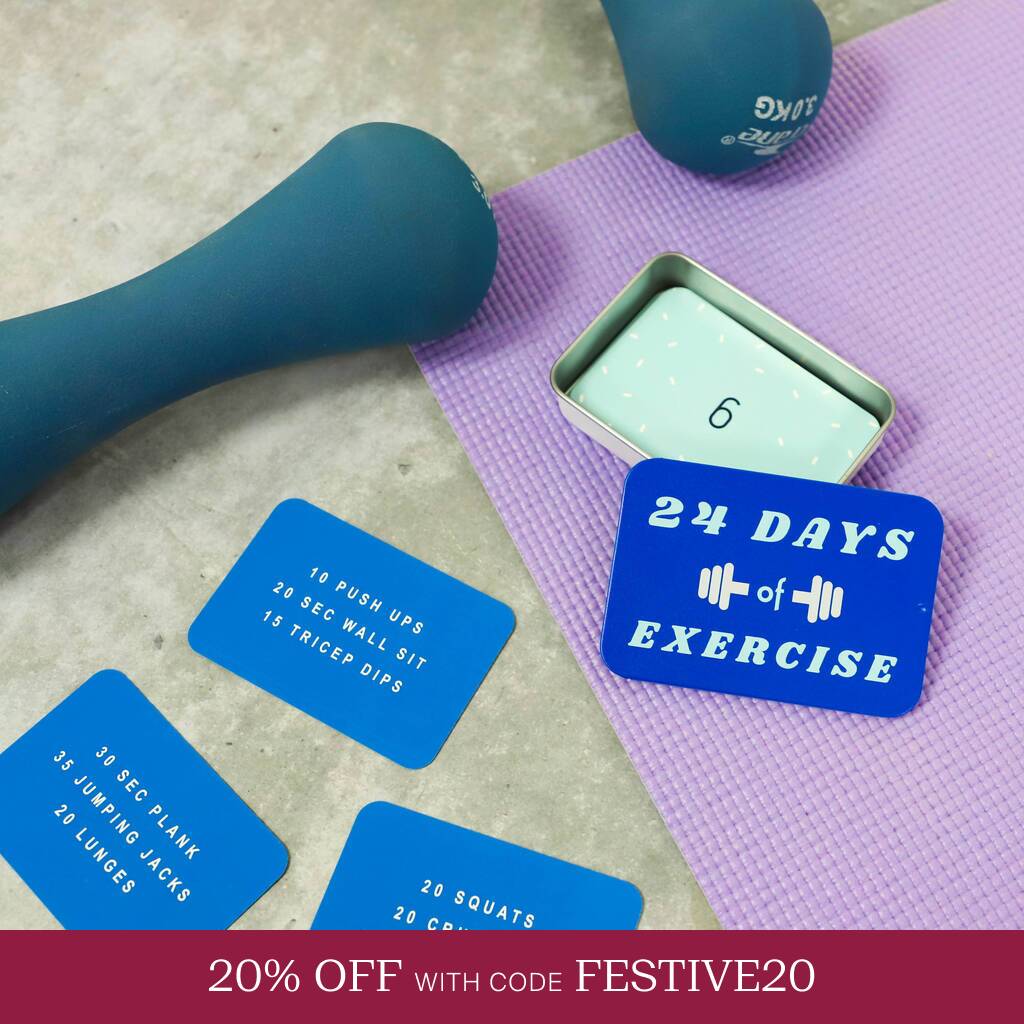 3.0KG
6
24 DAYS
of
EXERCISE
10 PUSH UPS
20 SEC WALL SIT
15 TRICEP DIPS
30 SEC PLANK
35 JUMPING JACKS
20 LUNGES
20 SQUATS
20
20% OFF WITH CODE FESTIVE20